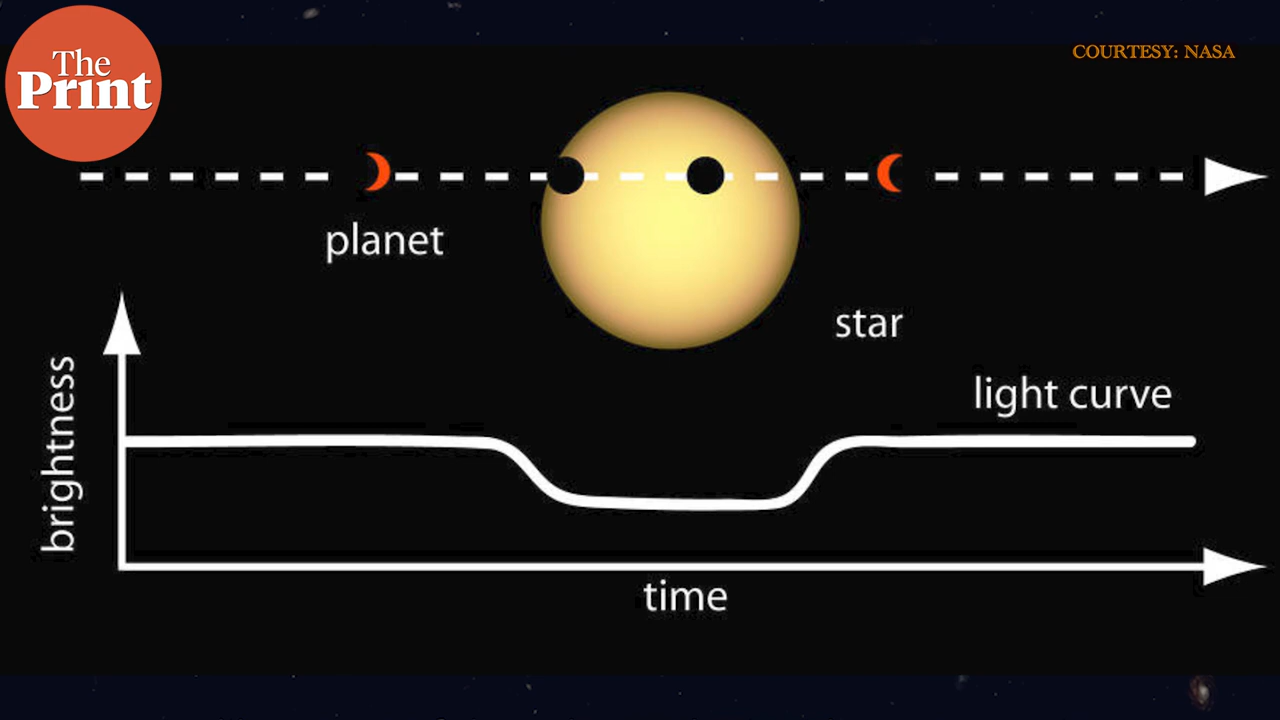 The
Print
COURTESY: NASA
planet
star
light curve
brightness
time